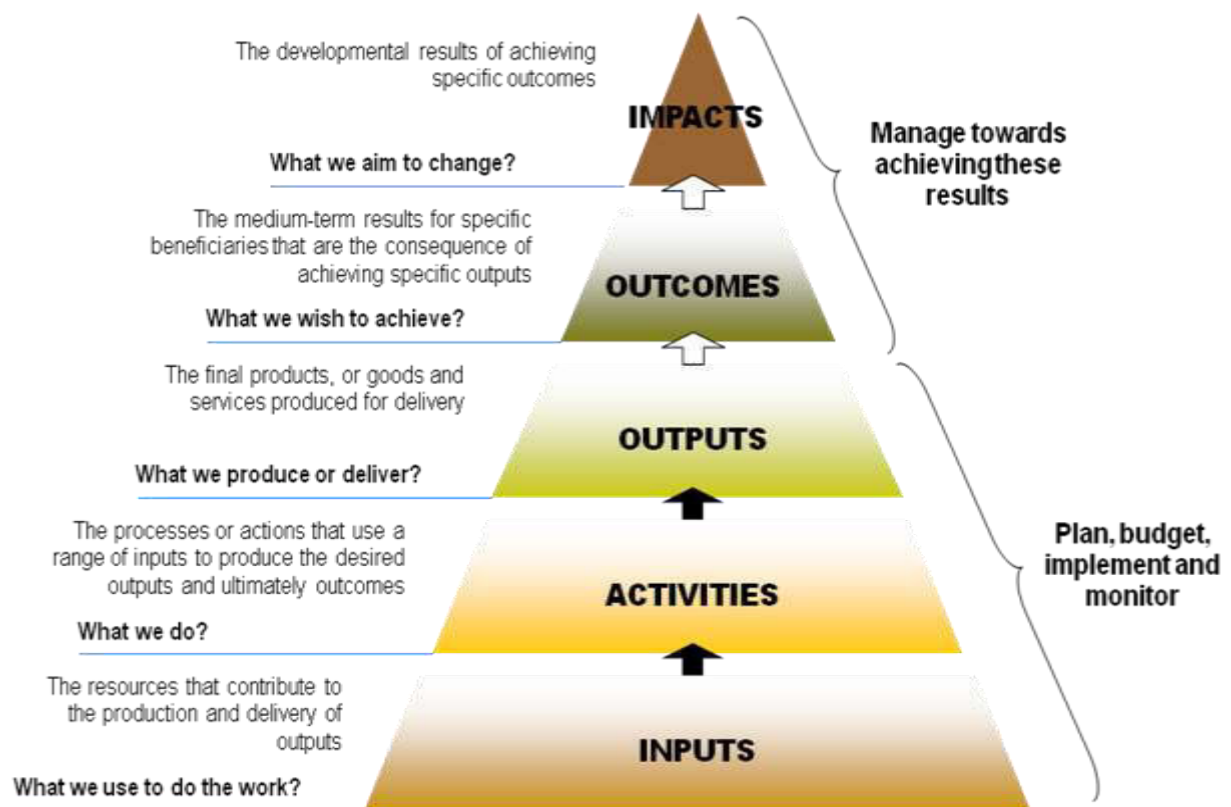 The developmental results of achieving
specific outcomes
IMPACTS
What we aim to change?
Manage towards
achieving these
results
The medium-term results for specific
beneficiaries that are the consequence of
achieving specific outputs
OUTCOMES
What we wish to achieve?
The final products, or goods and
services produced for delivery
OUTPUTS
What we produce or deliver?
The processes or actions that use a
range of inputs to produce the desired
outputs and ultimately outcomes
ACTIVITIES
What we do?
Plan, budget,
implement and
monitor
The resources that contribute to
the production and delivery of
outputs
INPUTS
What we use to do the work?